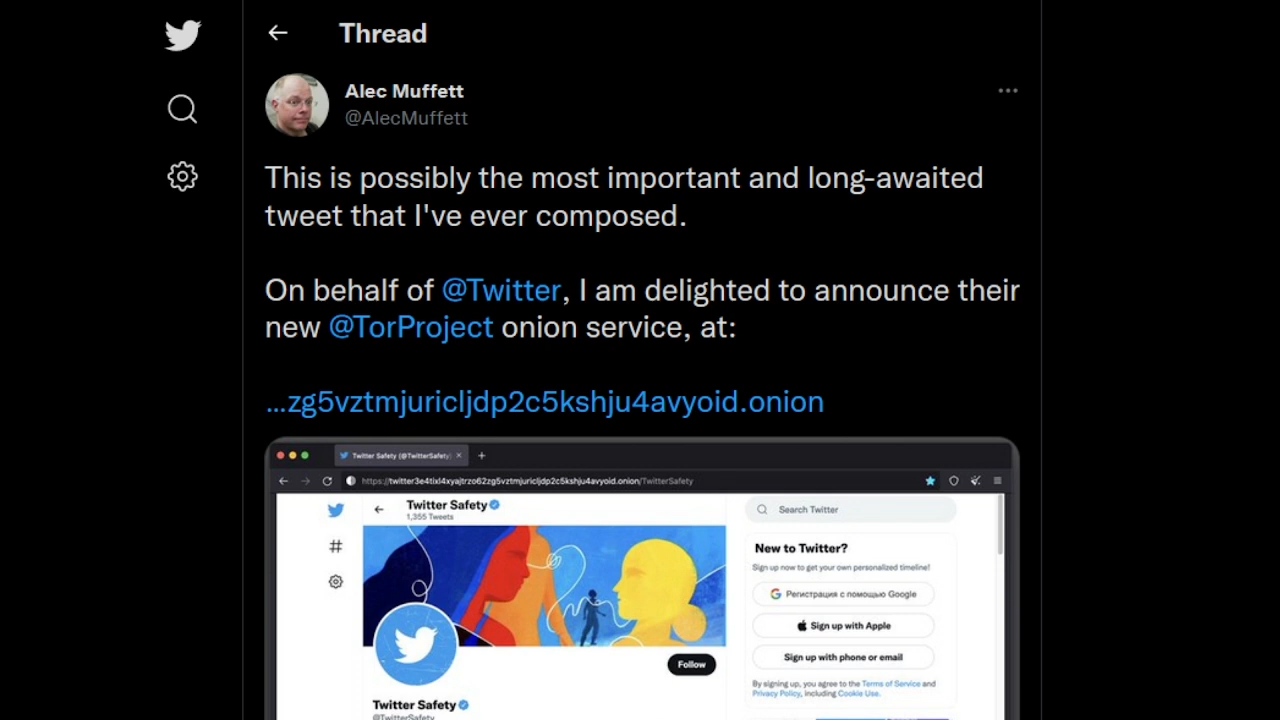 Thread
Alec Muffett
@AlecMuffett
This is possibly the most important and long-awaited
tweet that I've ever composed.
On behalf of @Twitter, I am delighted to announce their
new @TorProject onion service, at:
...zg5vztmjuricljdp2c5kshju4avyoid.onion
Twitter Safety (@TwitterSafety)
https://twitter3e4tixl4xyajtrzo62zg5vztmjuricljdp2c5kshju4avyoid.onion/TwitterSafety
Twitter Safety
1,355 Tweets
Search Twitter
New to Twitter?
Sign up now to get your own personalized timeline!
Регистрация с помощью Google
Sign up with Apple
Sign up with phone or email
By signing up, you agree to the Terms of Service and
Privacy Policy, including Cookie Use.
Follow
Twitter Safety
@TwitterSafety